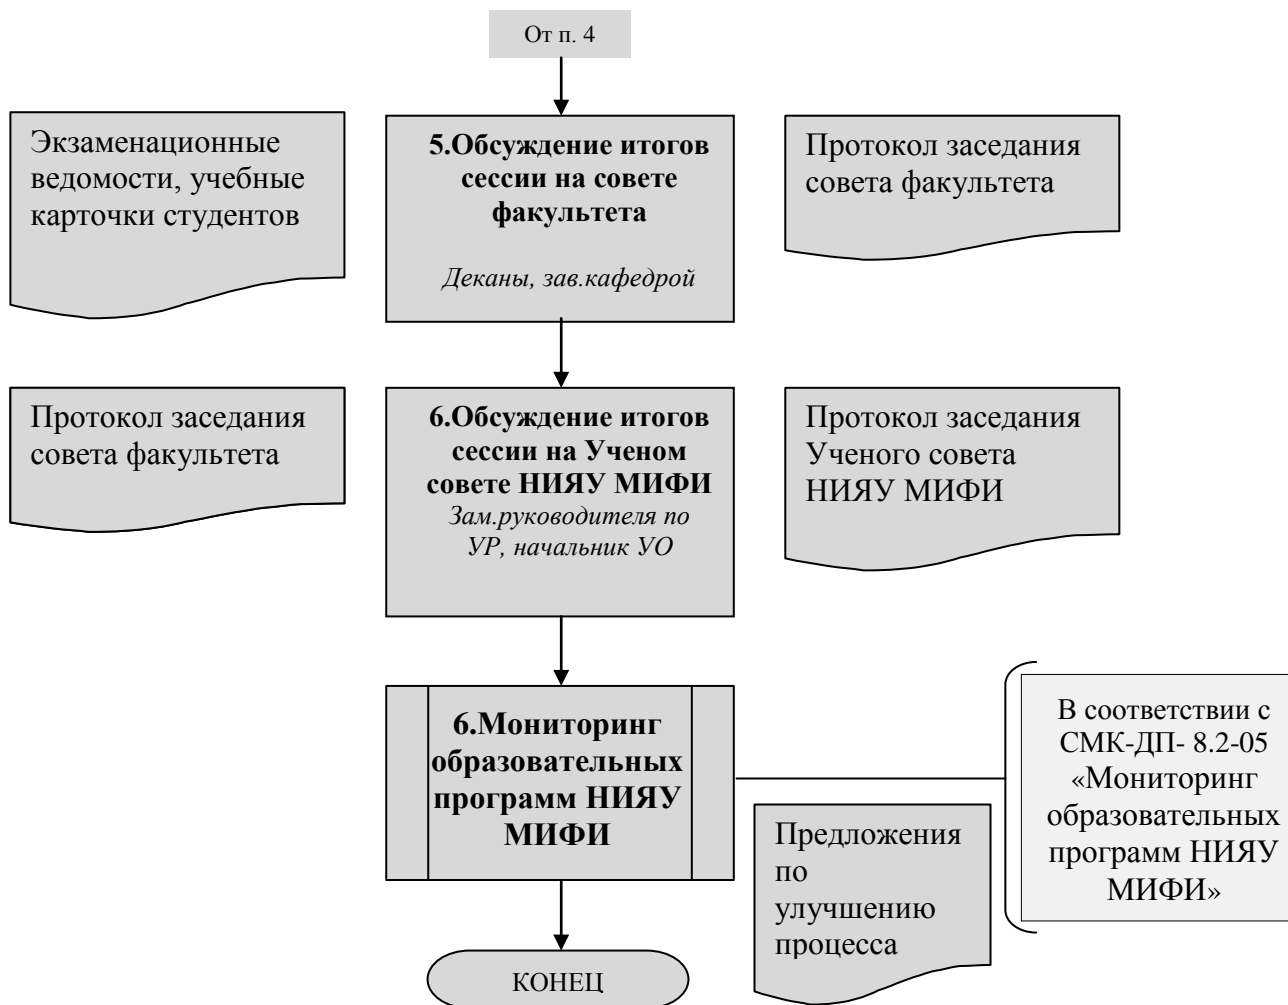 От п. 4
Экзаменационные
ведомости, учебные
карточки студентов
5.Обсуждение итогов
сессии на совете
факультета
Деканы, зав.кафедрой
Протокол заседания
совета факультета
Протокол заседания
совета факультета
6.Обсуждение итогов
сессии на Ученом
совете НИЯУ МИФИ
Зам.руководителя по
УР, начальник УО
Протокол заседания
Ученого совета
НИЯУ МИФИ
6.Мониторинг
образовательных
программ НИЯУ
МИФИ
В соответствии с
СМК-ДП- 8.2-05
«Мониторинг
образовательных
программ НИЯУ
МИФИ»
Предложения
по
улучшению
процесса
КОНЕЦ